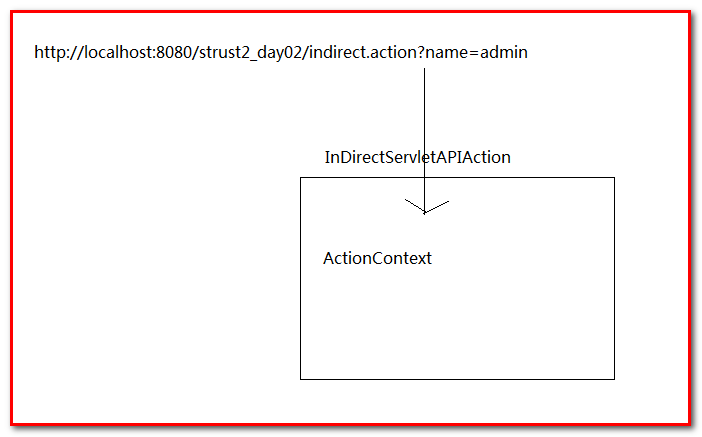 http://localhost:8080/strust2_day02/indirect.action?name=admin
InDirectServletAPIAction
ActionContext